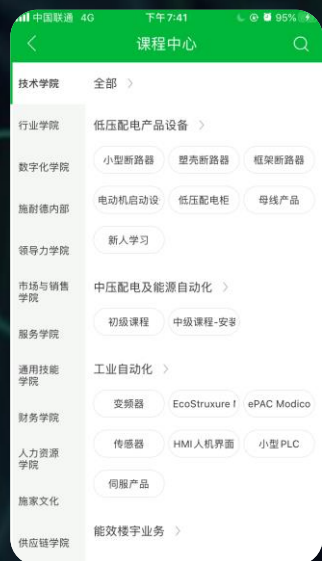 中国联通 4G 下午7:41 95%
课程中心
技术学院
行业学院
数字化学院
施耐德内部
领导力学院
市场与销售
学院
服务学院
通用技能
学院
财务学院
人力资源
学院
施家文化
供应链学院
全部
低压配电产品设备
小型断路器 塑壳断路器 框架断路器
电动机启动设 低压配电柜 母线产品
新人学习
中压配电及能源自动化
初级课程 中级课程-安装
工业自动化
变频器 EcoStruxure ePAC Modico
传感器 HMI人机界面 小型PLC
伺服产品
能效楼宇业务